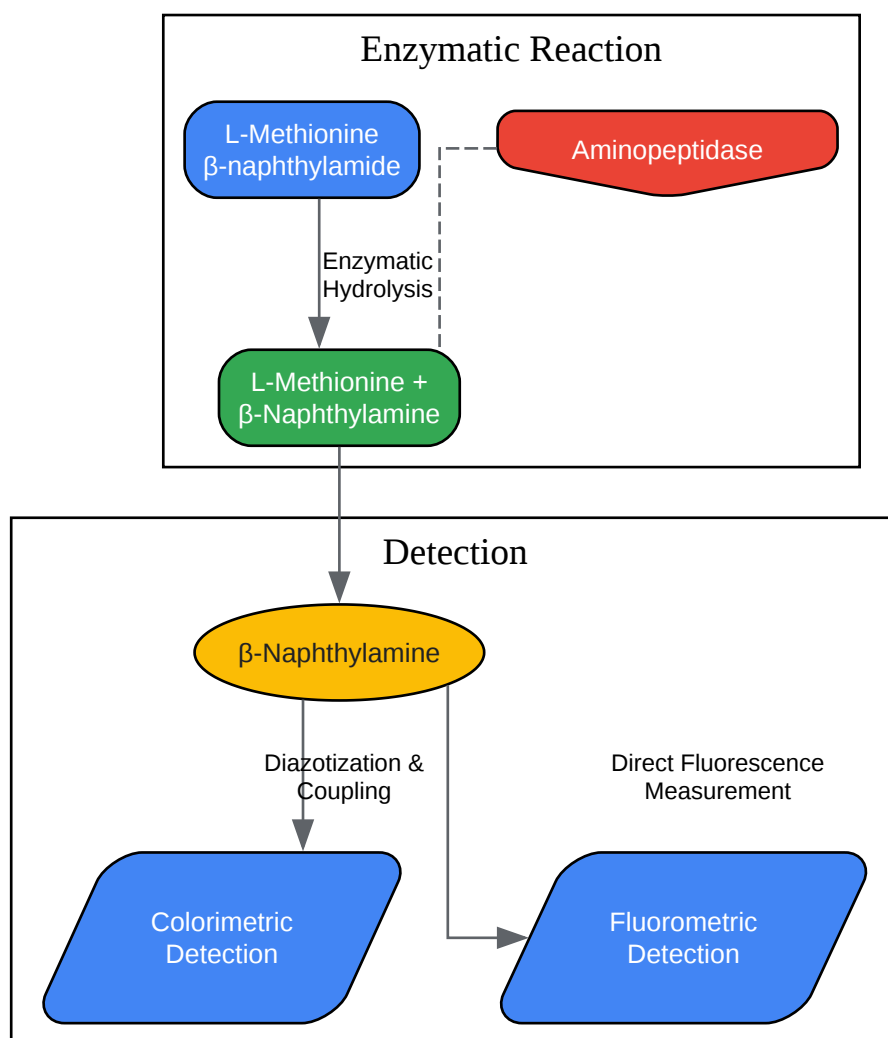 Enzymatic Reaction
L-Methionine
β-naphthylamide
Aminopeptidase
Enzymatic
Hydrolysis
L-Methionine +
β-Naphthylamine
Detection
β-Naphthylamine
Diazotization &
Coupling
Direct Fluorescence
Measurement
Colorimetric
Detection
Fluorometric
Detection